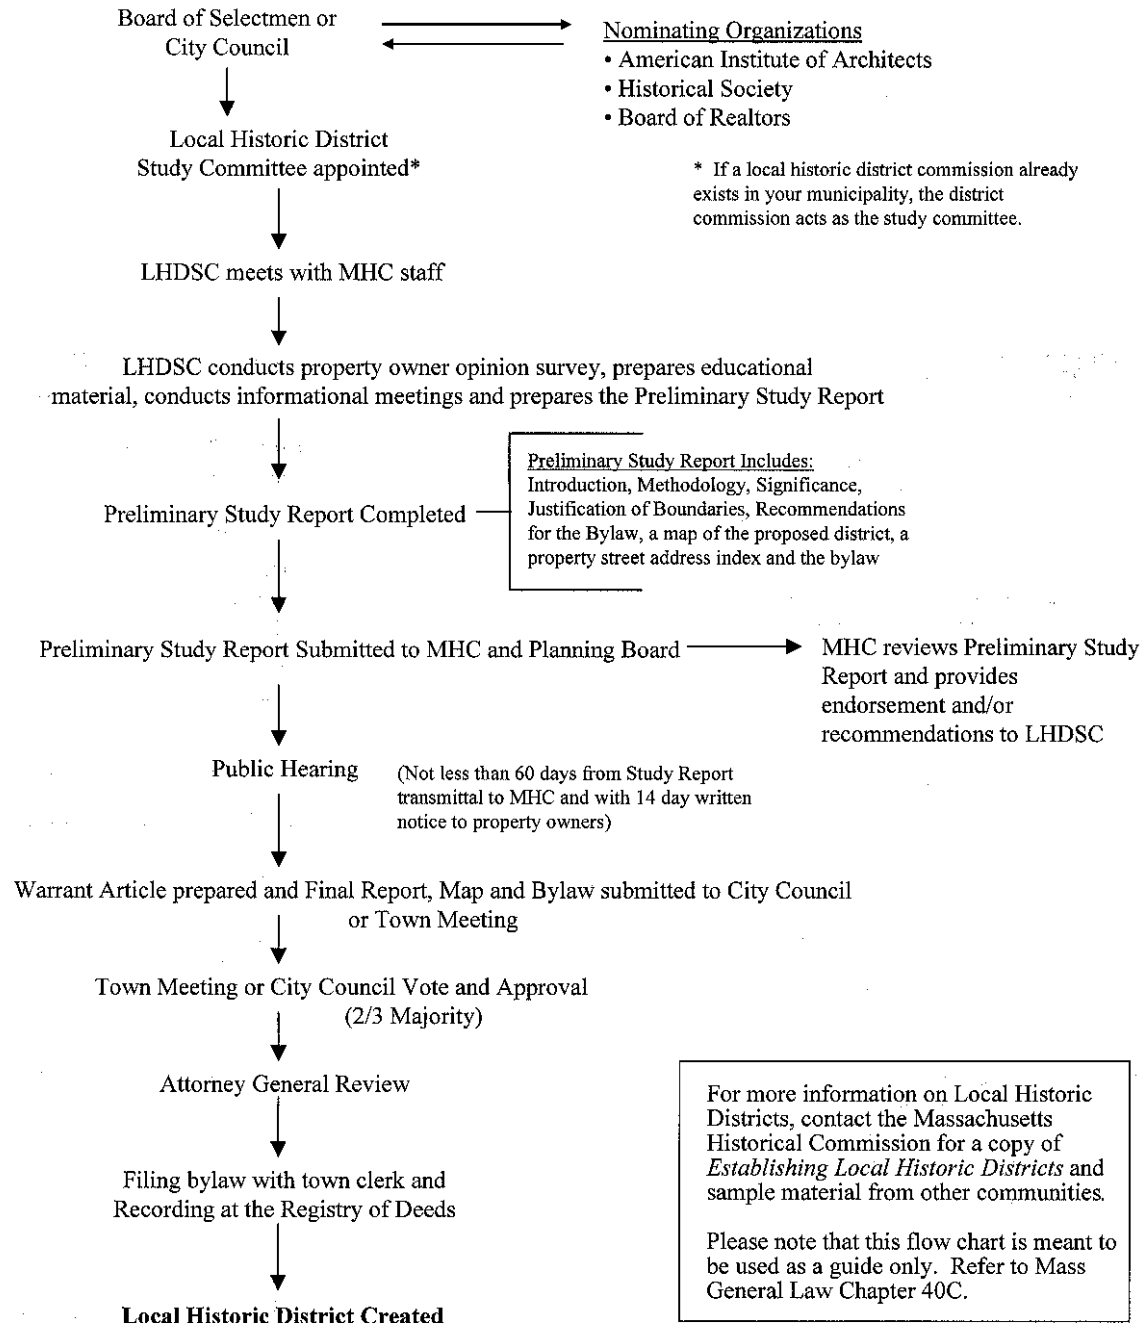 Board of Selectmen or
City Council
Nominating Organizations
• American Institute of Architects
• Historical Society
• Board of Realtors
Local Historic District
Study Committee appointed*
* If a local historic district commission already
exists in your municipality, the district
commission acts as the study committee.
LHDSC meets with MHC staff
LHDSC conducts property owner opinion survey, prepares educational
material, conducts informational meetings and prepares the Preliminary Study Report
Preliminary Study Report Completed
Preliminary Study Report Includes:
Introduction, Methodology, Significance,
Justification of Boundaries, Recommendations
for the Bylaw, a map of the proposed district, a
property street address index and the bylaw
Preliminary Study Report Submitted to MHC and Planning Board
MHC reviews Preliminary Study
Report and provides
endorsement and/or
recommendations to LHDSC
Public Hearing
(Not less than 60 days from Study Report
transmittal to MHC and with 14 day written
notice to property owners)
Warrant Article prepared and Final Report, Map and Bylaw submitted to City Council
or Town Meeting
Town Meeting or City Council Vote and Approval
(2/3 Majority)
Attorney General Review
Filing bylaw with town clerk and
Recording at the Registry of Deeds
Local Historic District Created
For more information on Local Historic
Districts, contact the Massachusetts
Historical Commission for a copy of
Establishing Local Historic Districts and
sample material from other communities.
Please note that this flow chart is meant to
be used as a guide only. Refer to Mass
General Law Chapter 40C.